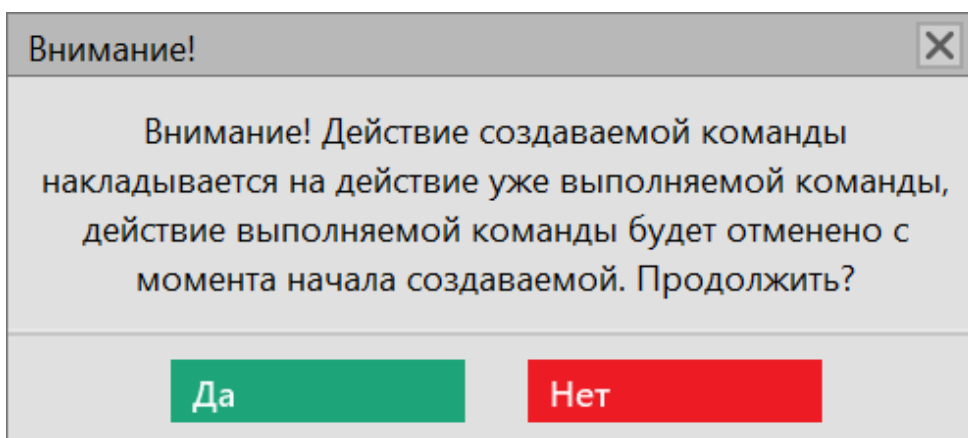 Внимание!
Внимание! Действие создаваемой команды
накладывается на действие уже выполняемой команды,
действие выполняемой команды будет отменено с
момента начала создаваемой. Продолжить?
Да
Нет